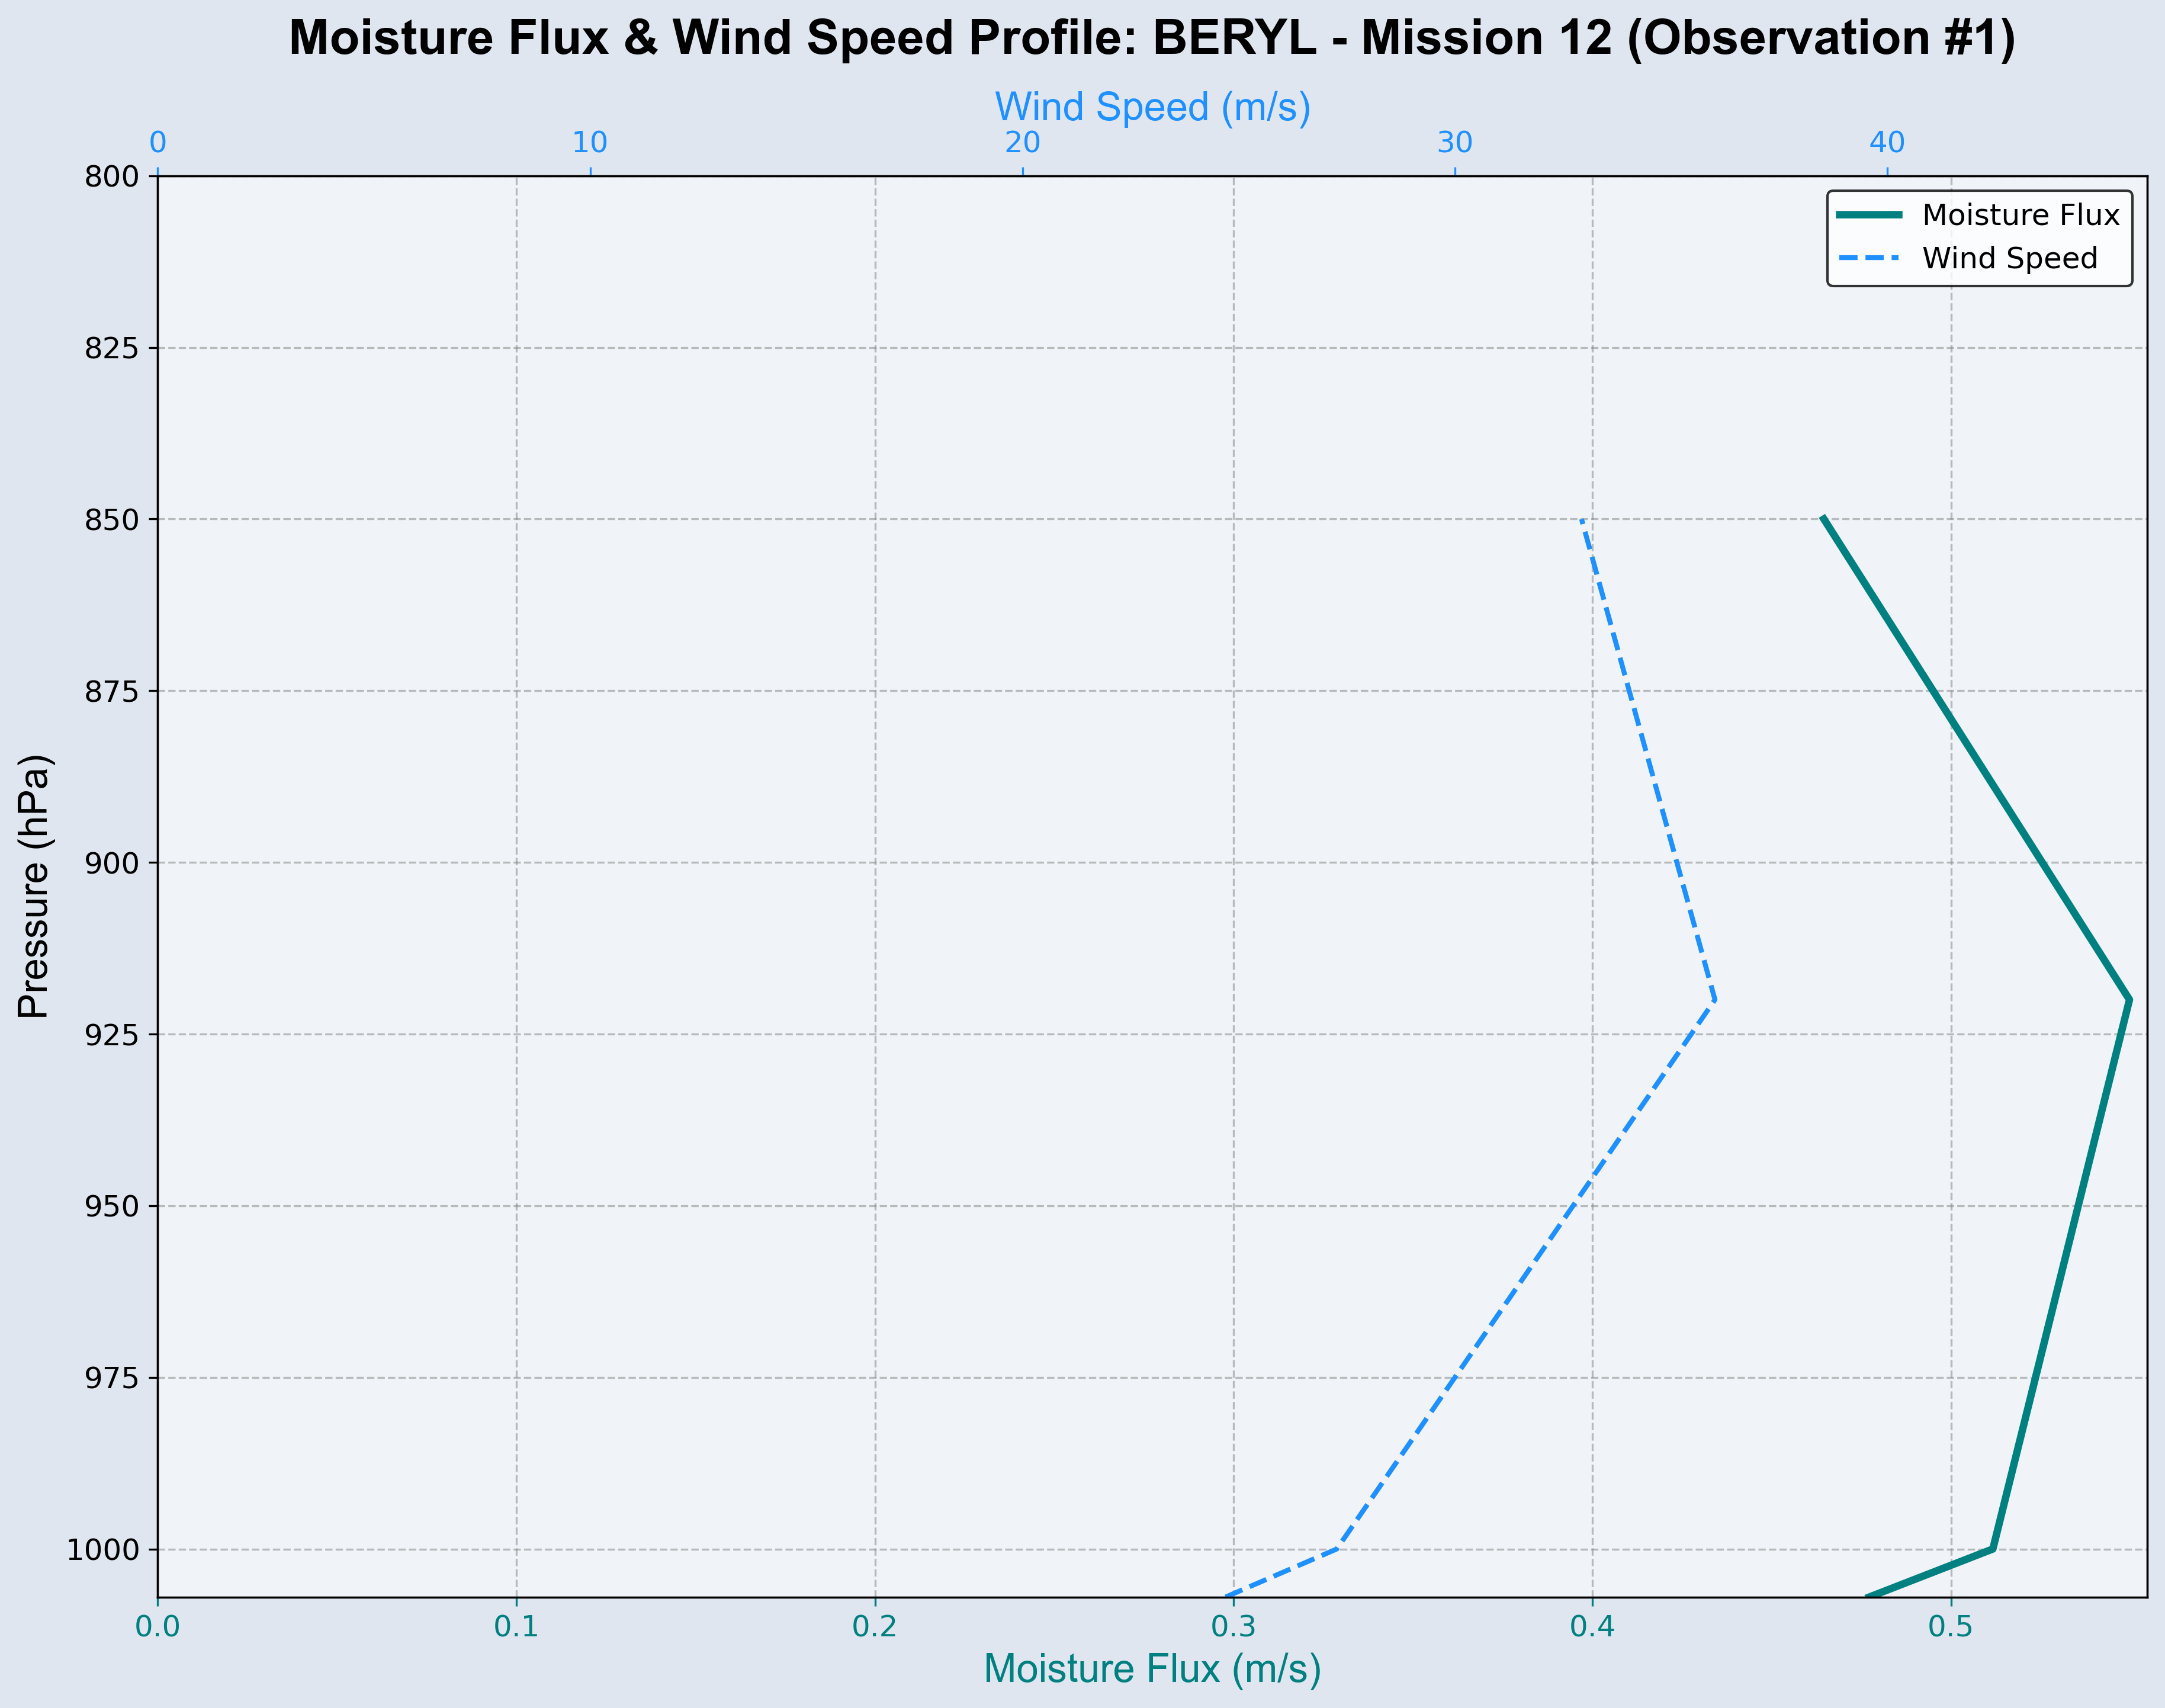 Moisture Flux & Wind Speed Profile: BERYL - Mission 12 (Observation #1)
Wind Speed (m/s)
0 10 20 30 40
Moisture Flux
Wind Speed
Pressure (hPa)
800
825
850
875
900
925
950
975
1000
0.0 0.1 0.2 0.3 0.4 0.5
Moisture Flux (m/s)